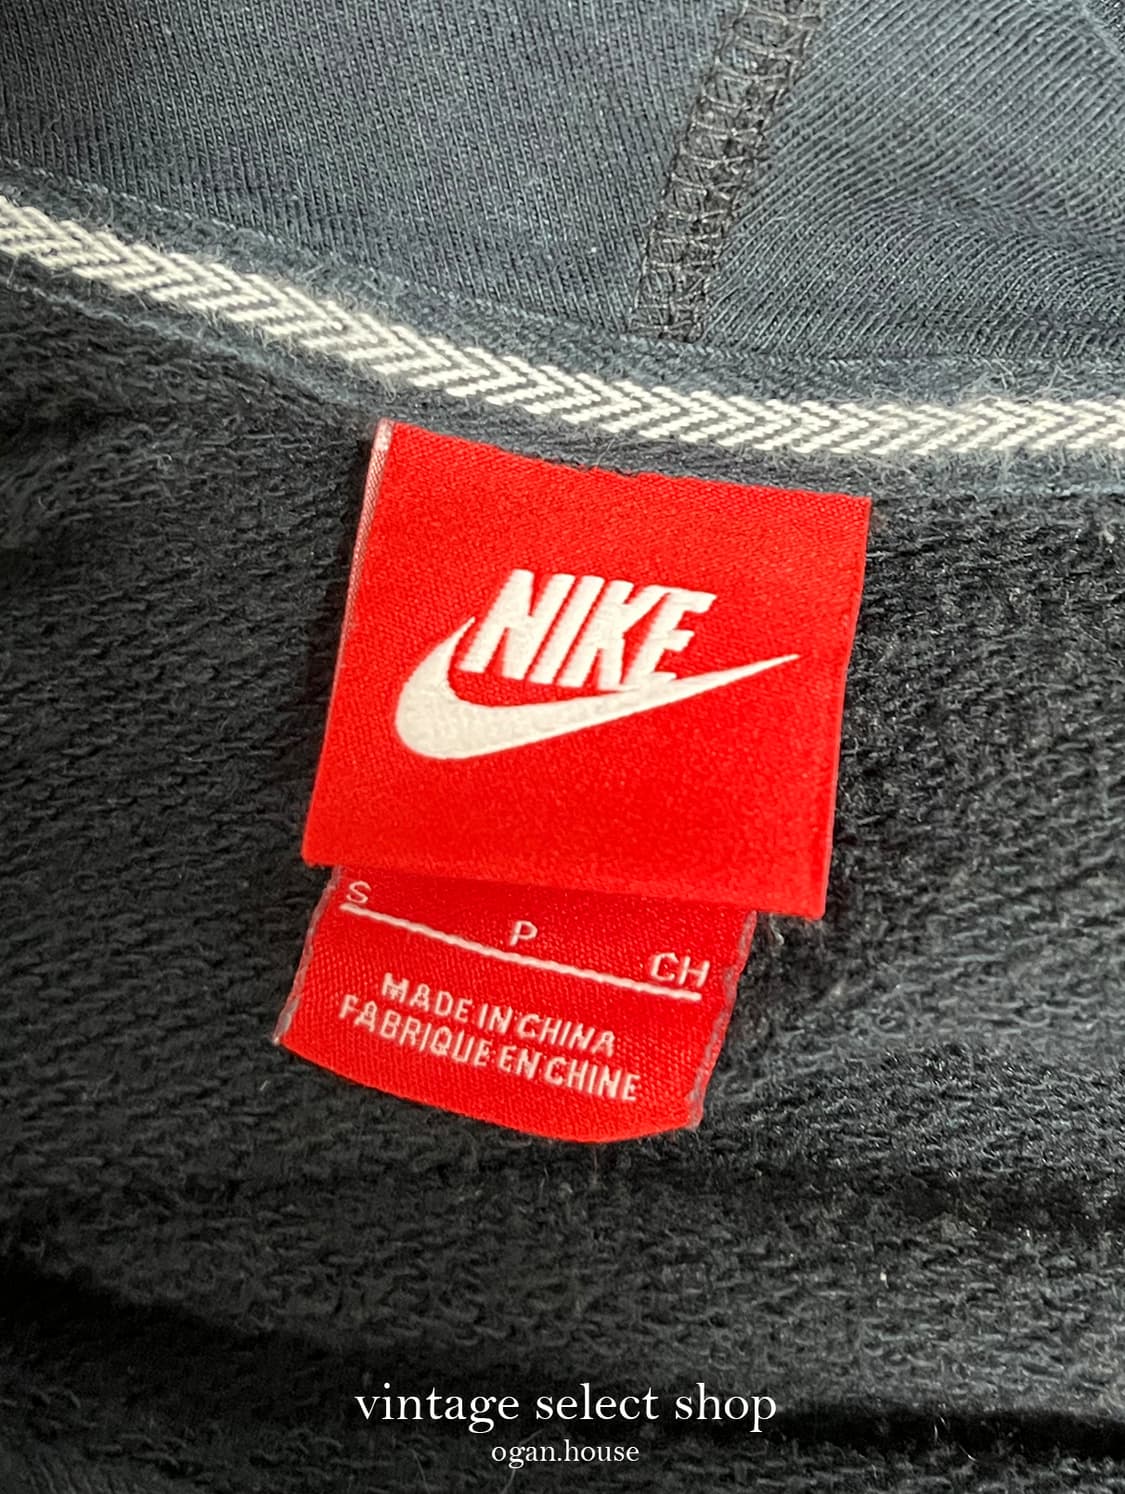 NIKE
S P CH
MADE IN CHINA
FABRIQUE EN CHINE
vintage select shop
ogan.house